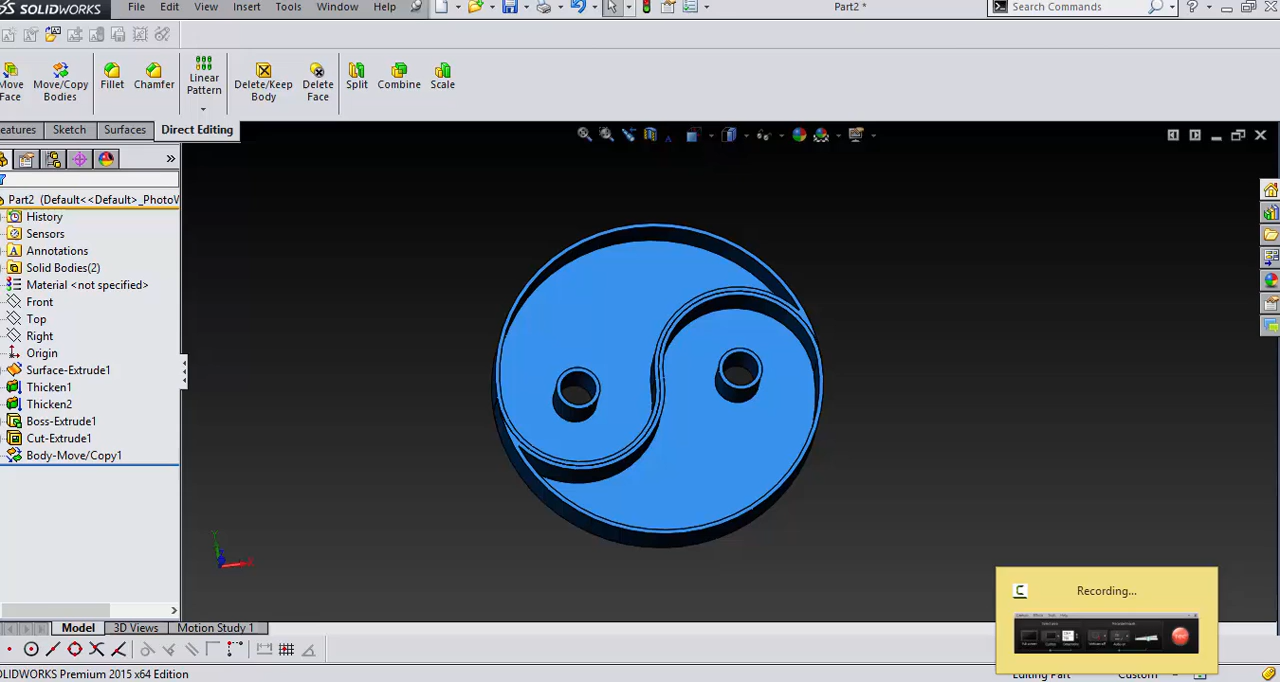 SOLIDWORKS File Edit View Insert Tools Window Help Part2 * Search Commands
Move Face Move/Copy Bodies Fillet Chamfer Linear Pattern Delete/Keep Body Delete Face Split Combine Scale
eatures Sketch Surfaces Direct Editing
Part2 (Default<<Default>_PhotoW
History
Sensors
Annotations
Solid Bodies(2)
Material <not specified>
Front
Top
Right
Origin
Surface-Extrude1
Thicken1
Thicken2
Boss-Extrude1
Cut-Extrude1
Body-Move/Copy1
Recording...
Model 3D Views Motion Study 1
SOLIDWORKS Premium 2015 x64 Edition Editing Part Custom